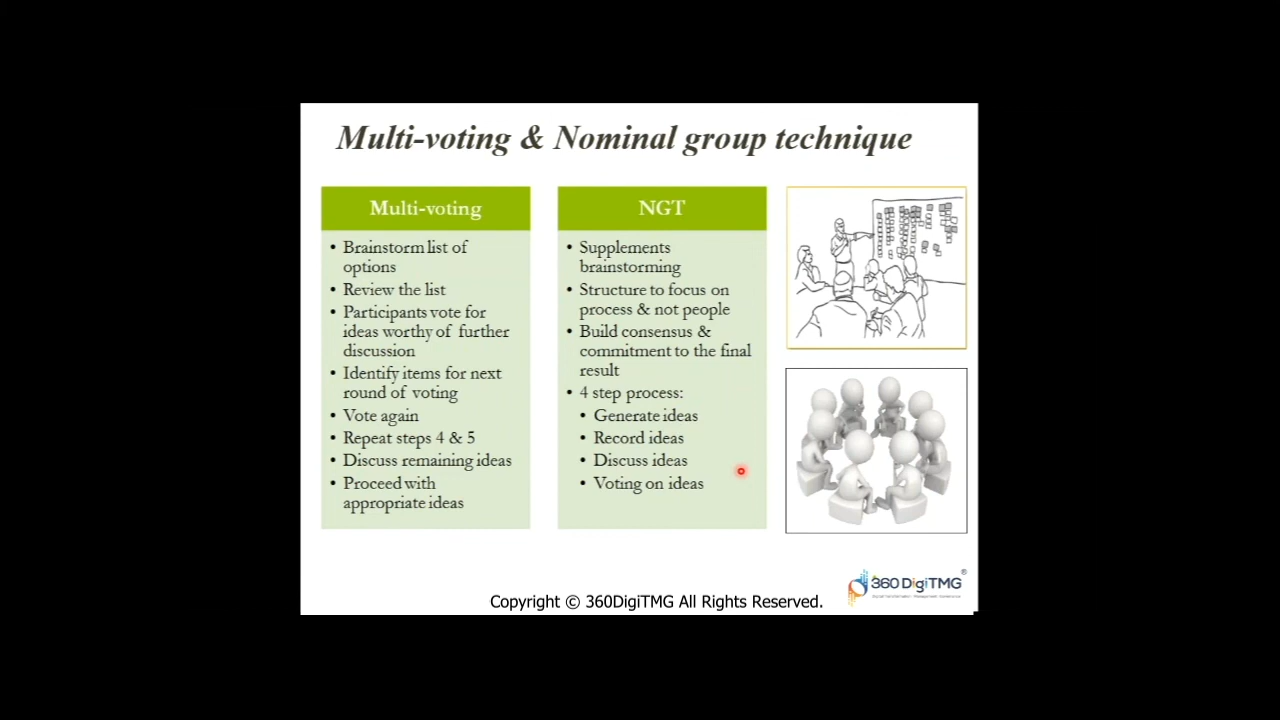 Multi-voting & Nominal group technique
Multi-voting
• Brainstorm list of
options
• Review the list
• Participants vote for
ideas worthy of further
discussion
• Identify items for next
round of voting
• Vote again
• Repeat steps 4 & 5
• Discuss remaining ideas
• Proceed with
appropriate ideas
NGT
• Supplements
brainstorming
• Structure to focus on
process & not people
• Build consensus &
commitment to the final
result
• 4 step process:
• Generate ideas
• Record ideas
• Discuss ideas
• Voting on ideas
360 DigiTMG®
Copyright © 360DigiTMG All Rights Reserved.